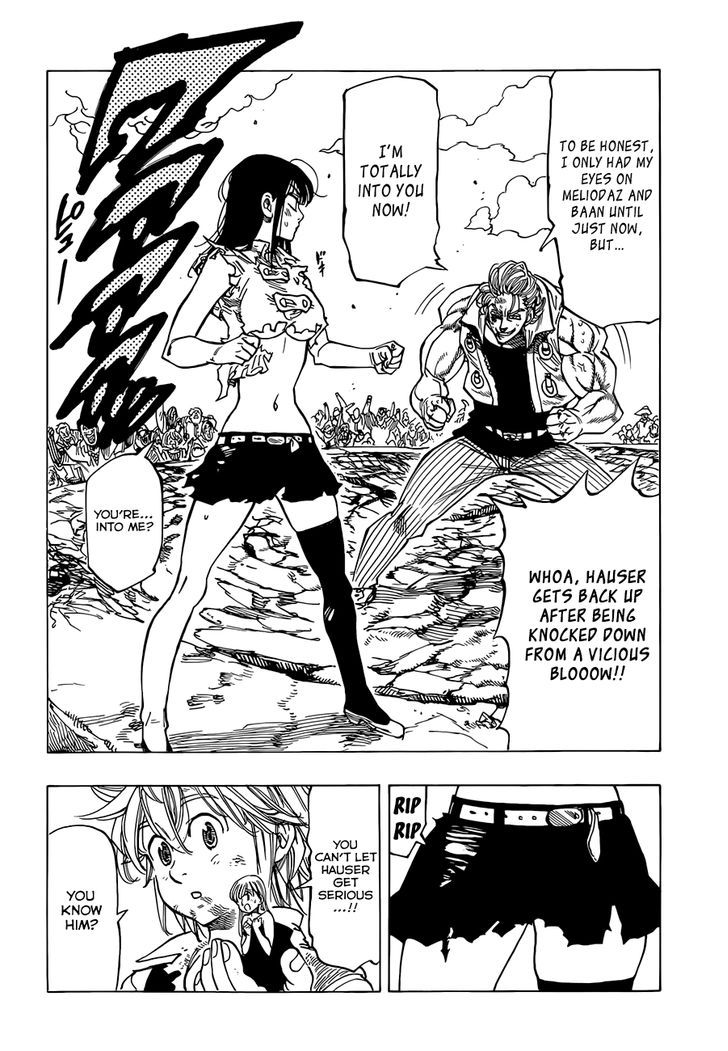 TO BE HONEST,
I ONLY HAD MY
EYES ON
MELIODAZ AND
BAAN UNTIL
JUST NOW,
BUT...
I'M
TOTALLY
INTO YOU
NOW!
YOU'RE...
INTO ME?
WHOA, HAUSER
GETS BACK UP
AFTER BEING
KNOCKED DOWN
FROM A VICIOUS
BLOOOW!!
RIP
RIP
YOU
CAN'T LET
HAUSER
GET
SERIOUS
...!!
YOU
KNOW
HIM?